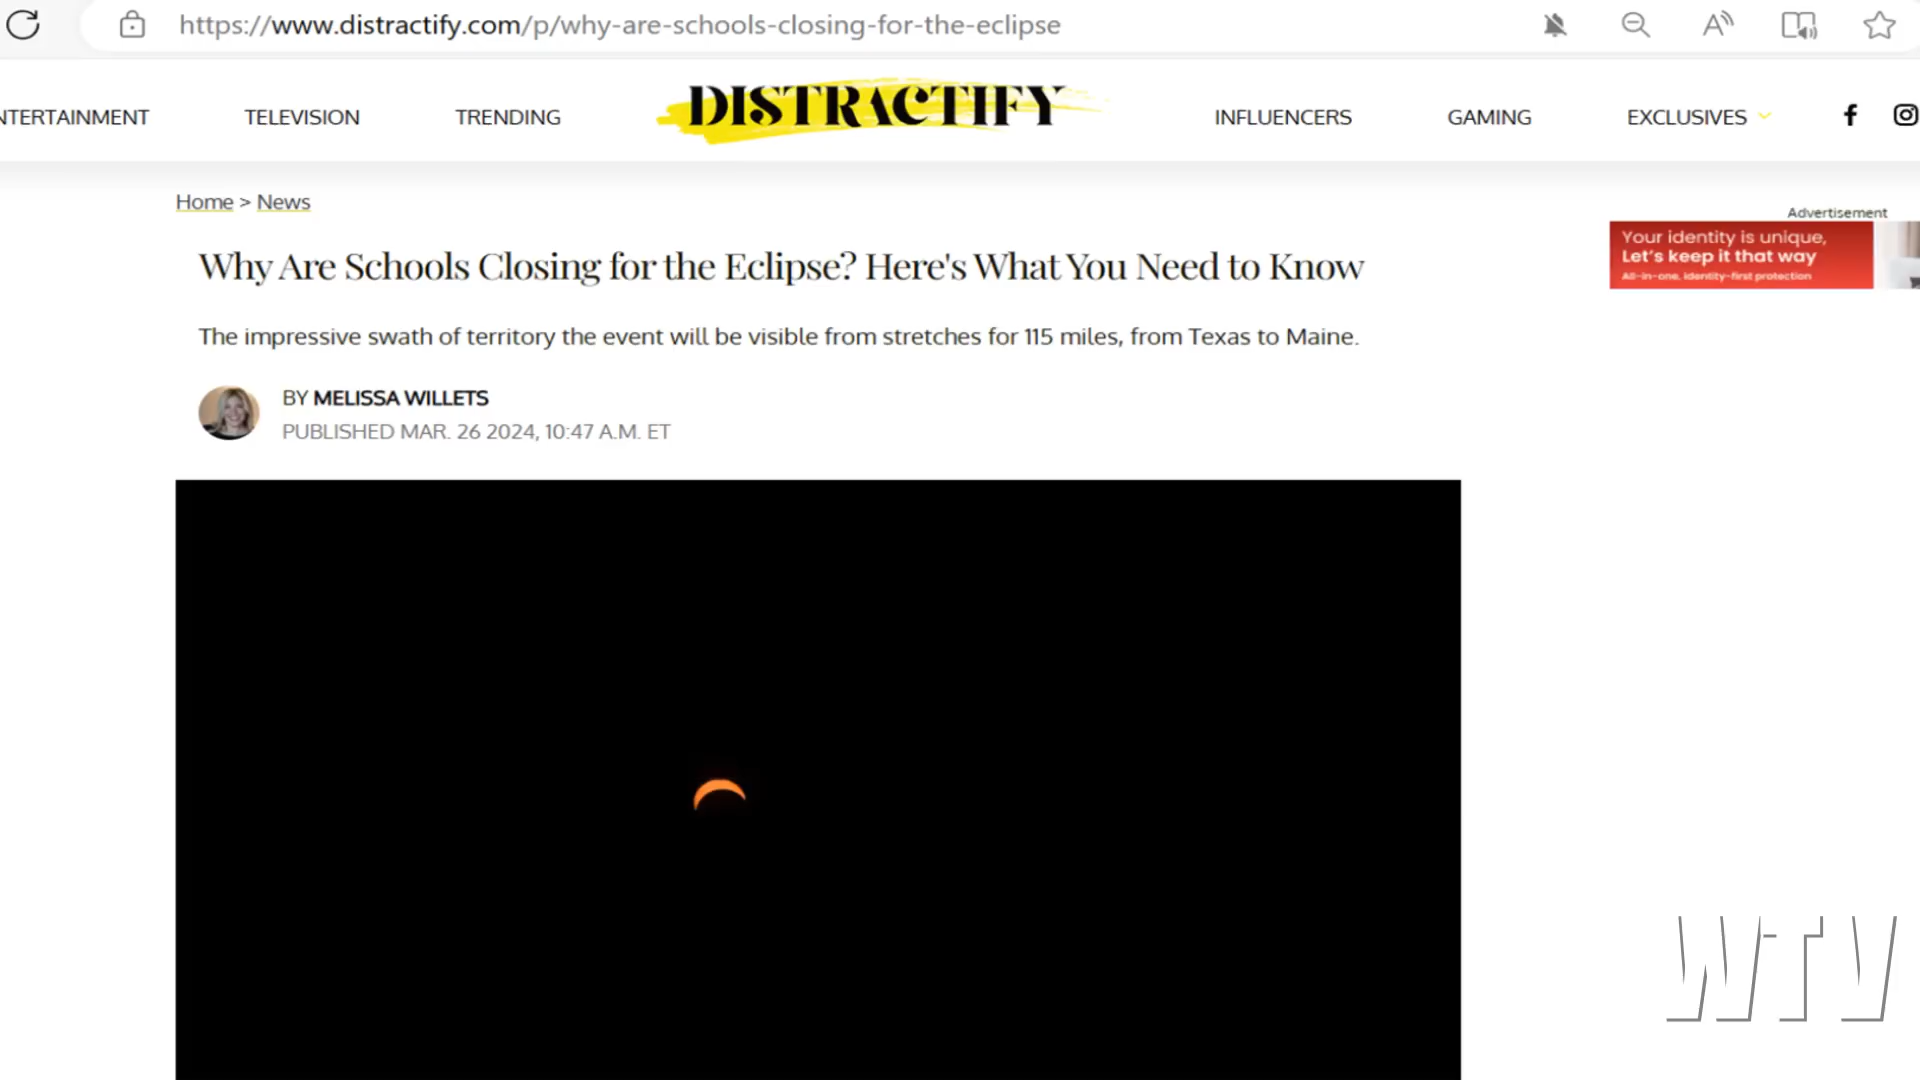 https://www.distractify.com/p/why-are-schools-closing-for-the-eclipse
NTERTAINMENT TELEVISION TRENDING DISTRACTIFY INFLUENCERS GAMING EXCLUSIVES
Home > News
Advertisement
Your identity is unique,
Let's keep it that way
All-in-one, identity-first protection
Why Are Schools Closing for the Eclipse? Here's What You Need to Know
The impressive swath of territory the event will be visible from stretches for 115 miles, from Texas to Maine.
BY MELISSA WILLETS
PUBLISHED MAR. 26 2024, 10:47 A.M. ET
WTV